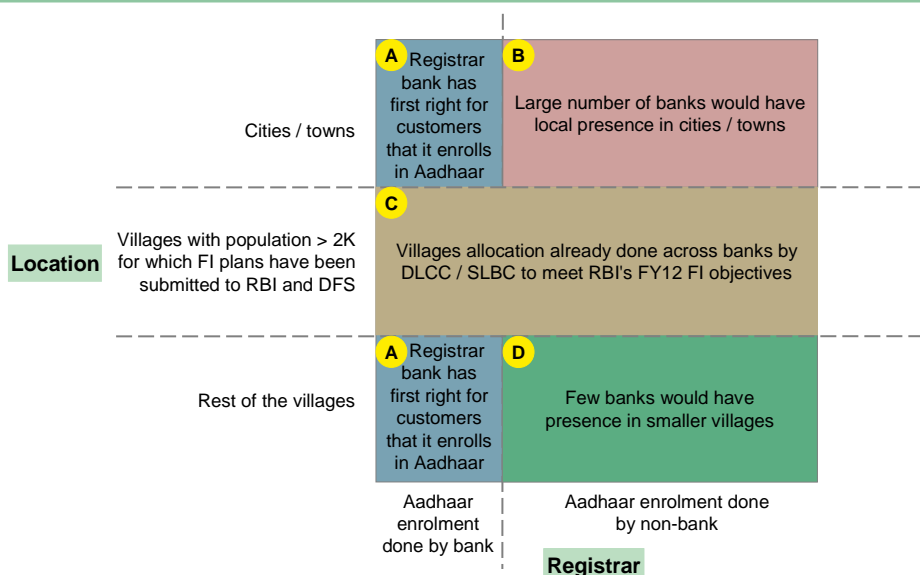 A Registrar
bank has
first right for
customers
that it enrolls
in Aadhaar
B
Large number of banks would have
local presence in cities / towns
Cities / towns
C
Villages allocation already done across banks by
DLCC / SLBC to meet RBI's FY12 FI objectives
Villages with population > 2K
for which FI plans have been
submitted to RBI and DFS
Location
A Registrar
bank has
first right for
customers
that it enrolls
in Aadhaar
D
Few banks would have
presence in smaller villages
Rest of the villages
Aadhaar
enrolment
done by bank
Aadhaar enrolment done
by non-bank
Registrar